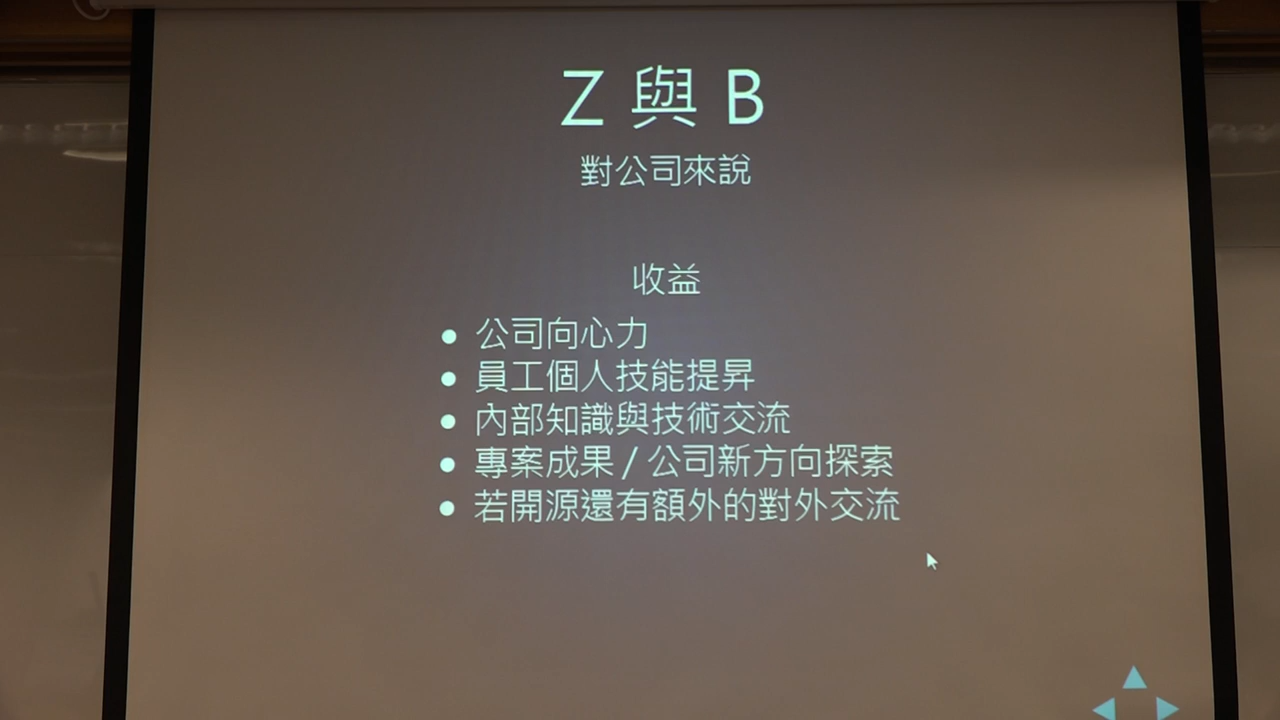 Z 與 B
對公司來說
收益
● 公司向心力
● 員工個人技能提昇
● 內部知識與技術交流
● 專案成果 / 公司新方向探索
● 若開源還有額外的對外交流